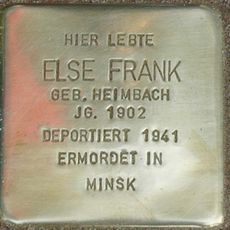 HIER LEBTE
ELSE FRANK
GEB. HEIMBACH
JG. 1902
DEPORTIERT 1941
ERMORDET IN
MINSK